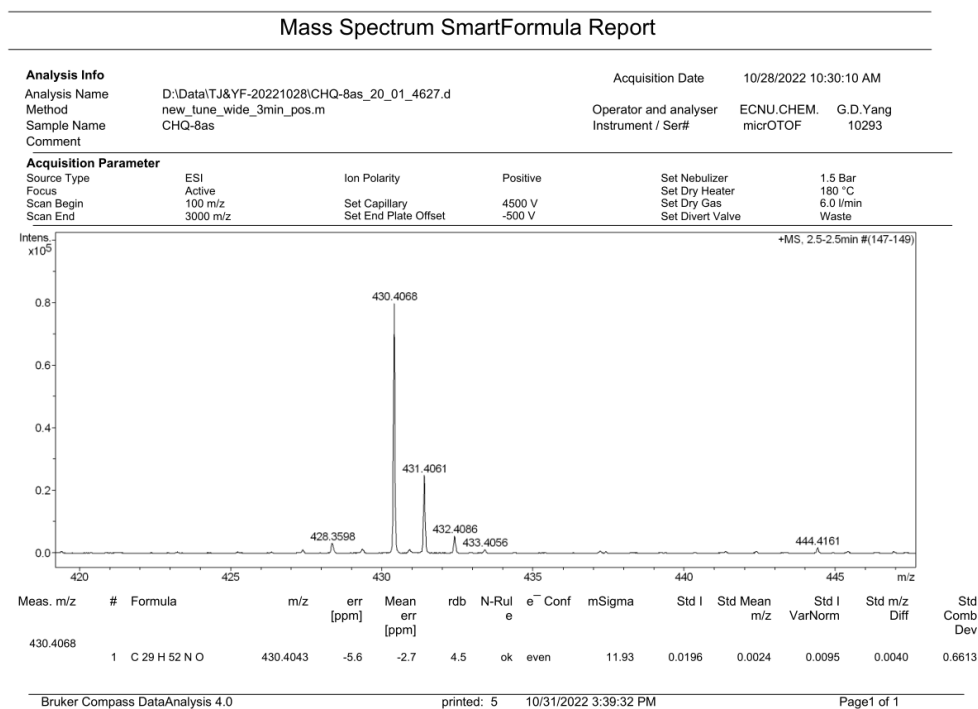 Mass Spectrum SmartFormula Report
Analysis Info
Acquisition Date 10/28/2022 10:30:10 AM
Analysis Name D:\Data\TJ&YF-20221028\CHQ-8as_20_01_4627.d
Method new_tune_wide_3min_pos.m
Operator and analyser ECNU.CHEM. G.D.Yang
Sample Name CHQ-8as
Instrument / Ser# micrOTOF 10293
Comment
Acquisition Parameter
Source Type ESI Ion Polarity Positive Set Nebulizer 1.5 Bar
Focus Active Set Dry Heater 180 °C
Scan Begin 100 m/z Set Capillary 4500 V Set Dry Gas 6.0 l/min
Scan End 3000 m/z Set End Plate Offset -500 V Set Divert Valve Waste
Intens.
x10^5
+MS, 2.5-2.5min #(147-149)
430.4068
0.8
0.6
0.4
431.4061
0.2
432.4086
428.3598
433.4056
444.4161
0.0
420 425 430 435 440 445 m/z
Meas. m/z # Formula m/z err [ppm] Mean err [ppm] rdb N-Rul e e⁻ Conf mSigma Std I Std Mean m/z Std I VarNorm Std m/z Diff Std Comb Dev
430.4068
1 C 29 H 52 N O 430.4043 -5.6 -2.7 4.5 ok even 11.93 0.0196 0.0024 0.0095 0.0040 0.6613
Bruker Compass DataAnalysis 4.0 printed: 5 10/31/2022 3:39:32 PM Page1 of 1